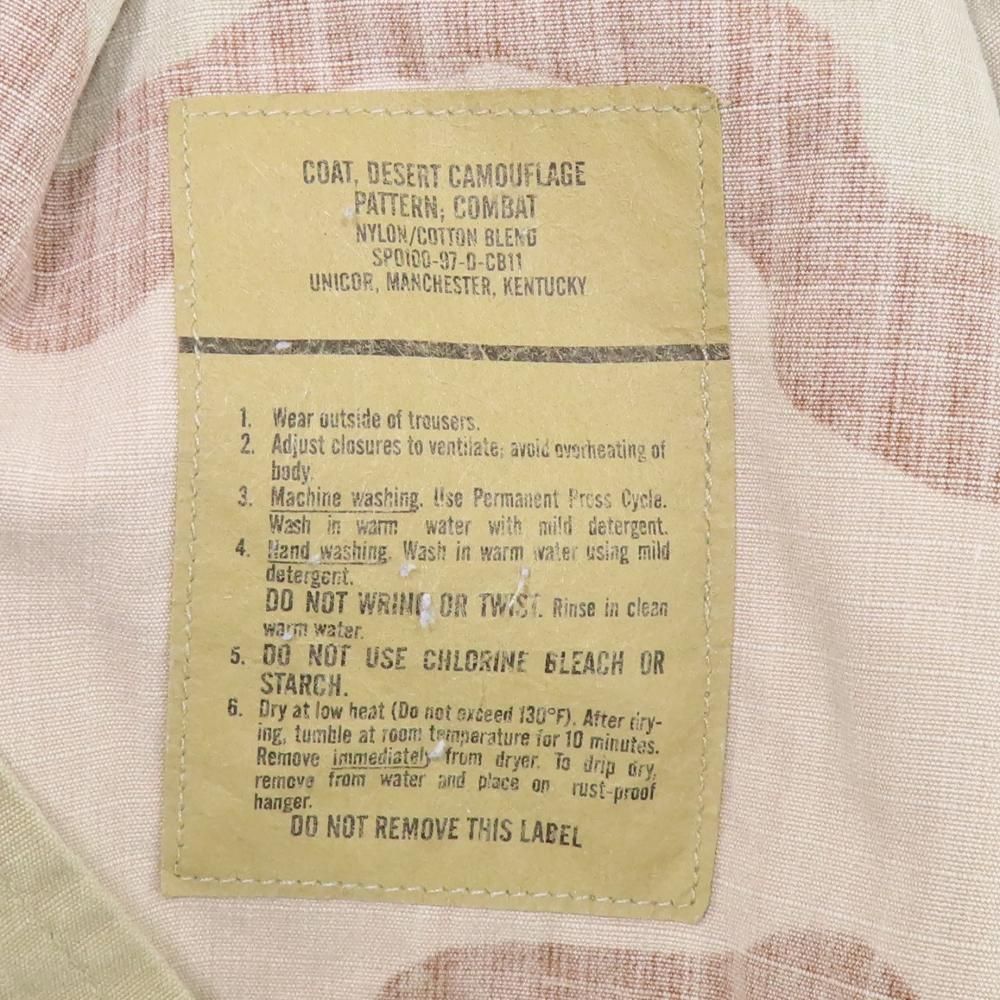 COAT, DESERT CAMOUFLAGE
PATTERN; COMBAT
NYLON/COTTON BLEND
SPO100-97-D-CB11
UNICOR, MANCHESTER, KENTUCKY
1. Wear outside of trousers.
2. Adjust closures to ventilate; avoid overheating of
body.
3. Machine washing. Use Permanent Press Cycle.
Wash in warm water with mild detergent.
4. Hand washing. Wash in warm water using mild
detergent.
DO NOT WRING OR TWIST. Rinse in clean
warm water.
5. DO NOT USE CHLORINE BLEACH OR
STARCH.
6. Dry at low heat (Do not exceed 130°F). After dry-
ing, tumble at room temperature for 10 minutes.
Remove immediately from dryer. To drip dry,
remove from water and place on rust-proof
hanger.
DO NOT REMOVE THIS LABEL